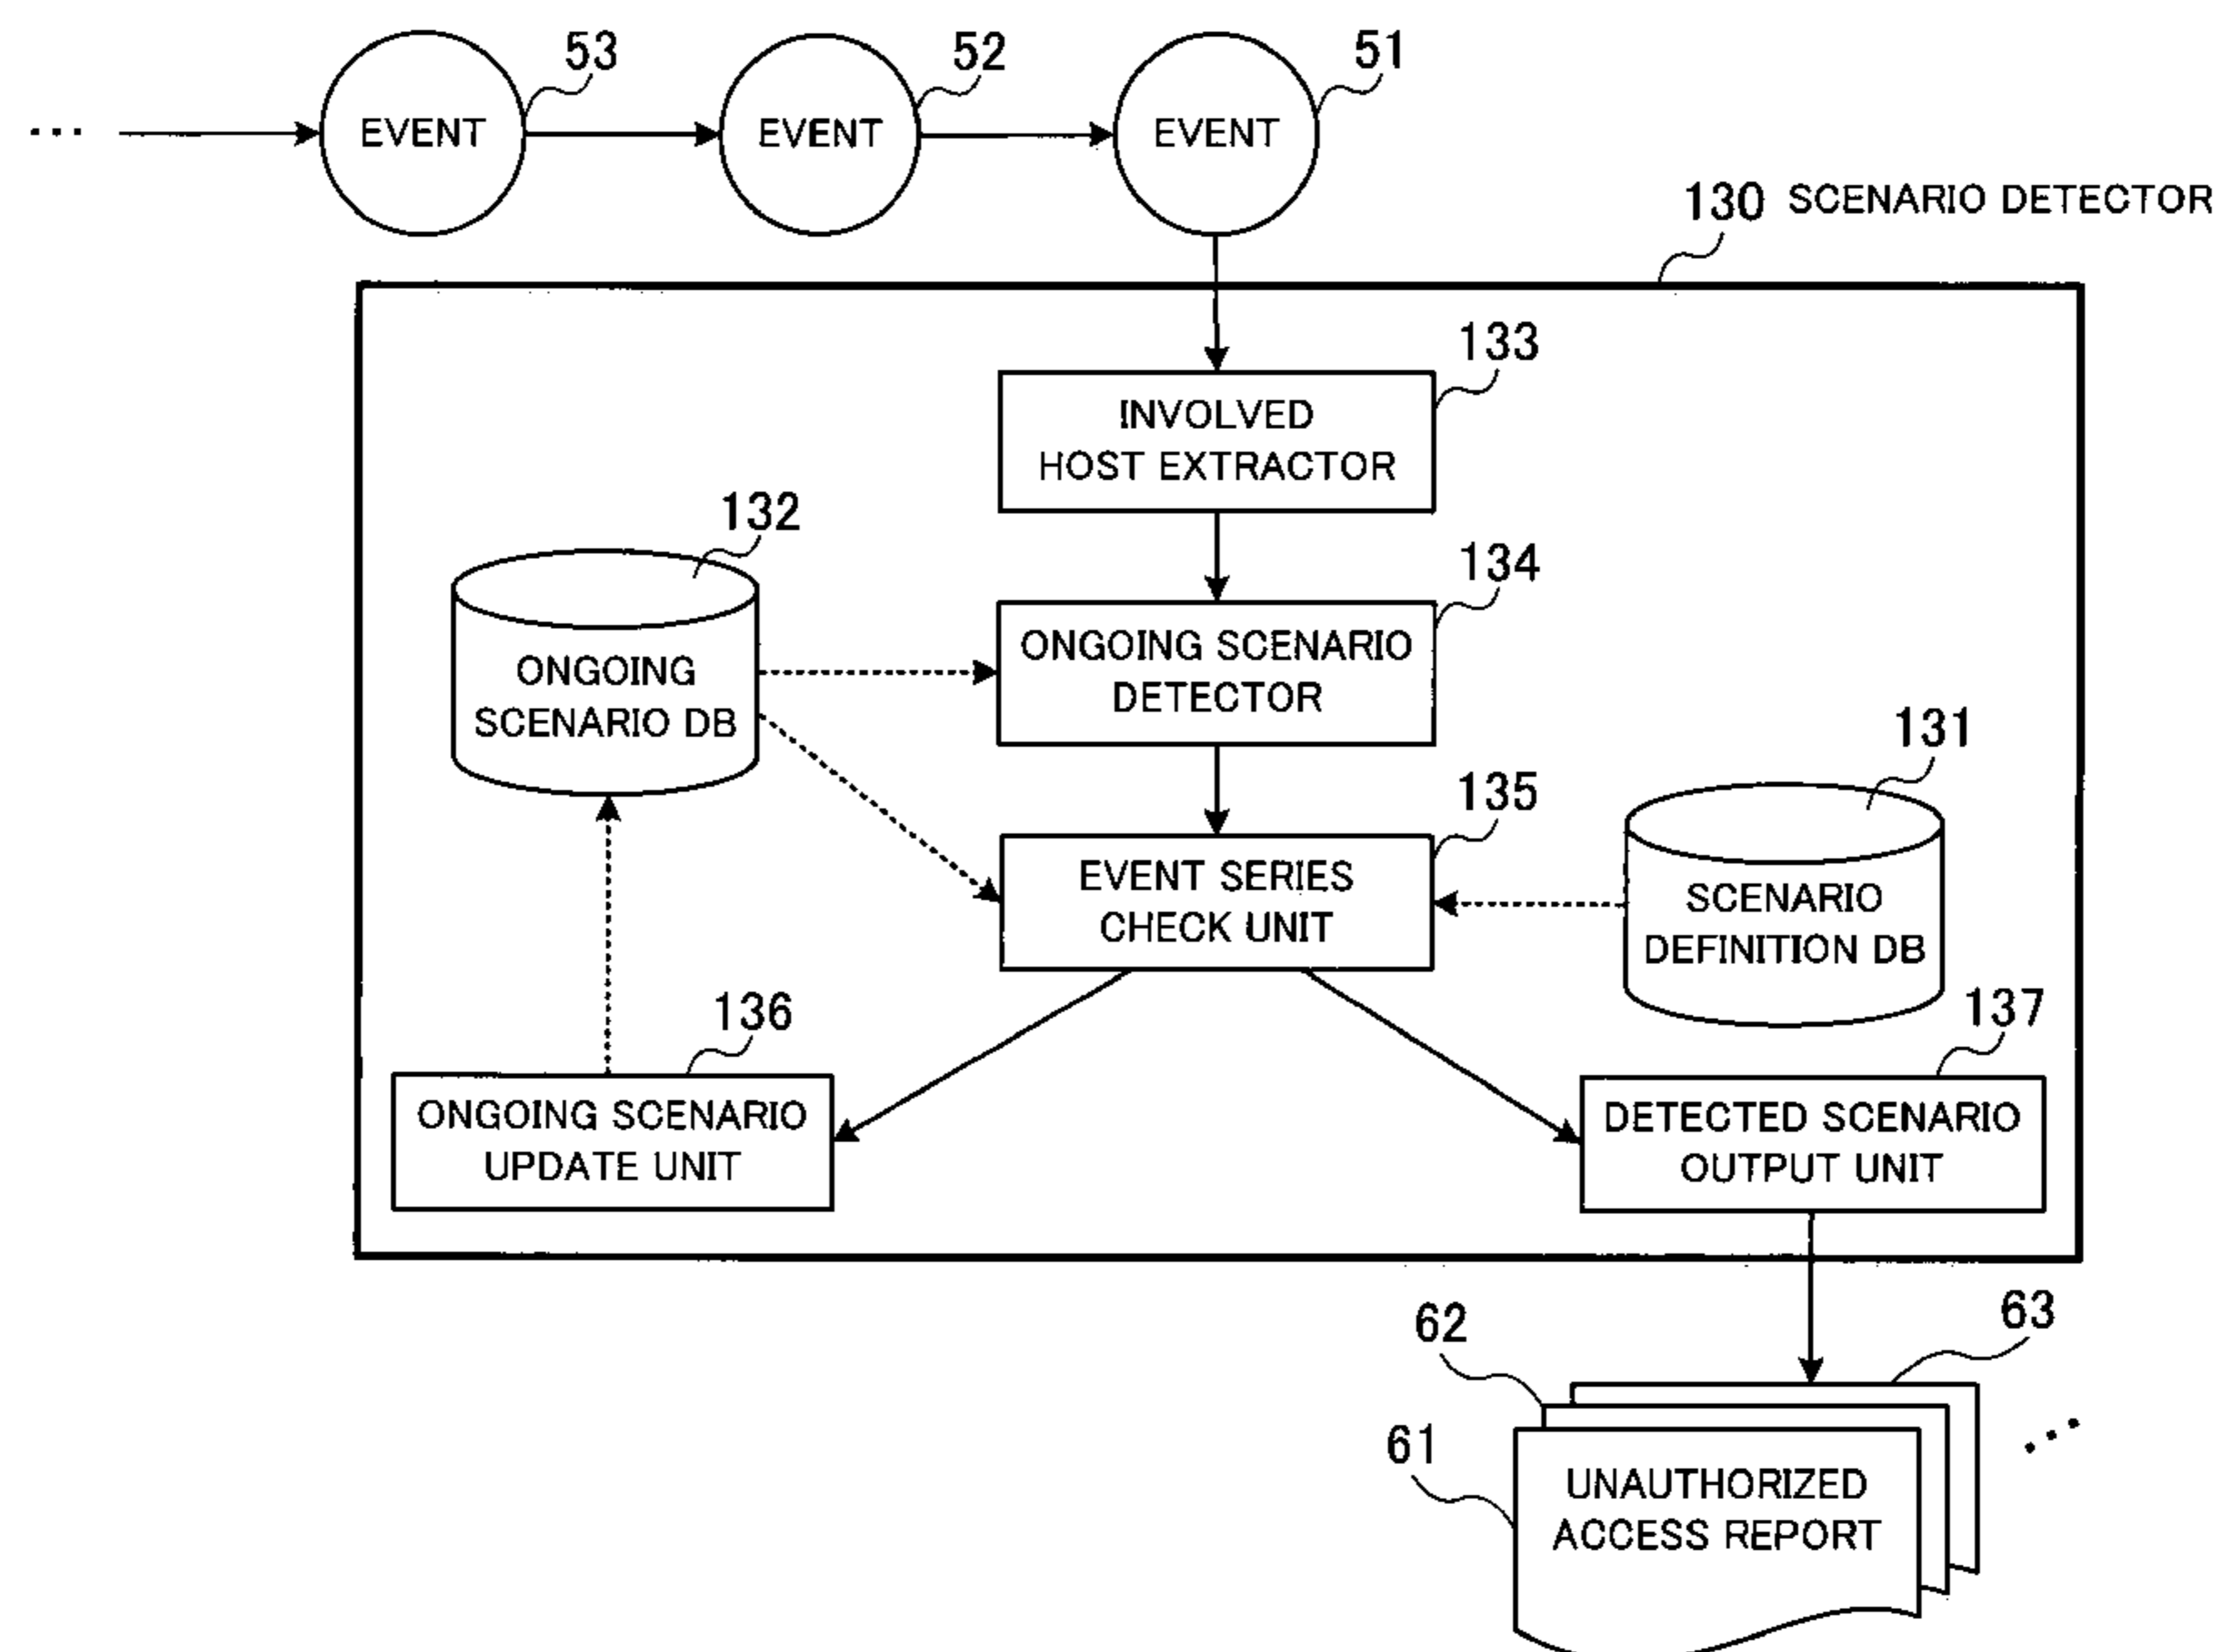 53
52
51
...
EVENT
EVENT
EVENT
130 SCENARIO DETECTOR
133
INVOLVED
HOST EXTRACTOR
132
134
ONGOING
SCENARIO DB
ONGOING SCENARIO
DETECTOR
131
135
EVENT SERIES
CHECK UNIT
SCENARIO
DEFINITION DB
136
137
ONGOING SCENARIO
UPDATE UNIT
DETECTED SCENARIO
OUTPUT UNIT
62
63
61
...
UNAUTHORIZED
ACCESS REPORT